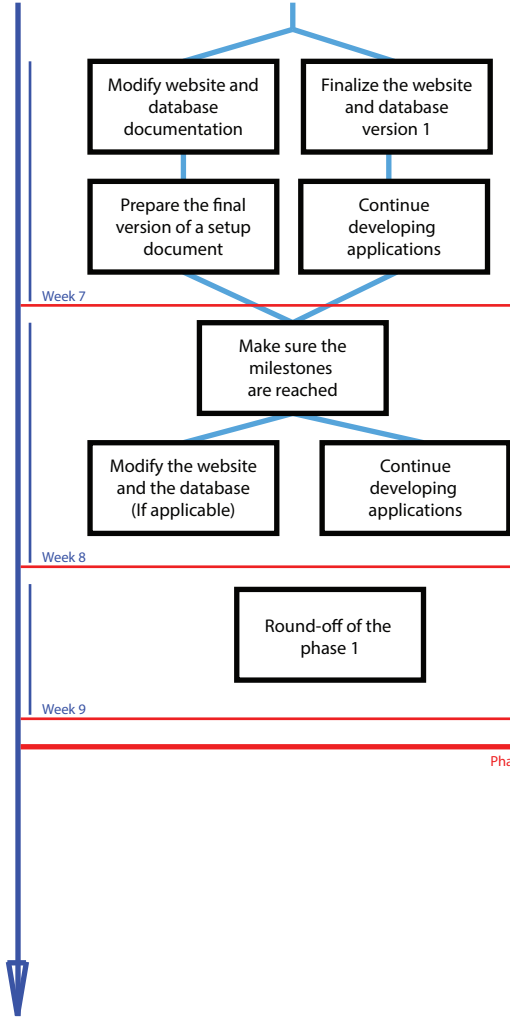 Modify website and
database
documentation
Finalize the website
and database
version 1
Prepare the final
version of a setup
document
Continue
developing
applications
Week 7
Make sure the
milestones
are reached
Modify the website
and the database
(If applicable)
Continue
developing
applications
Week 8
Round-off of the
phase 1
Week 9
Pha